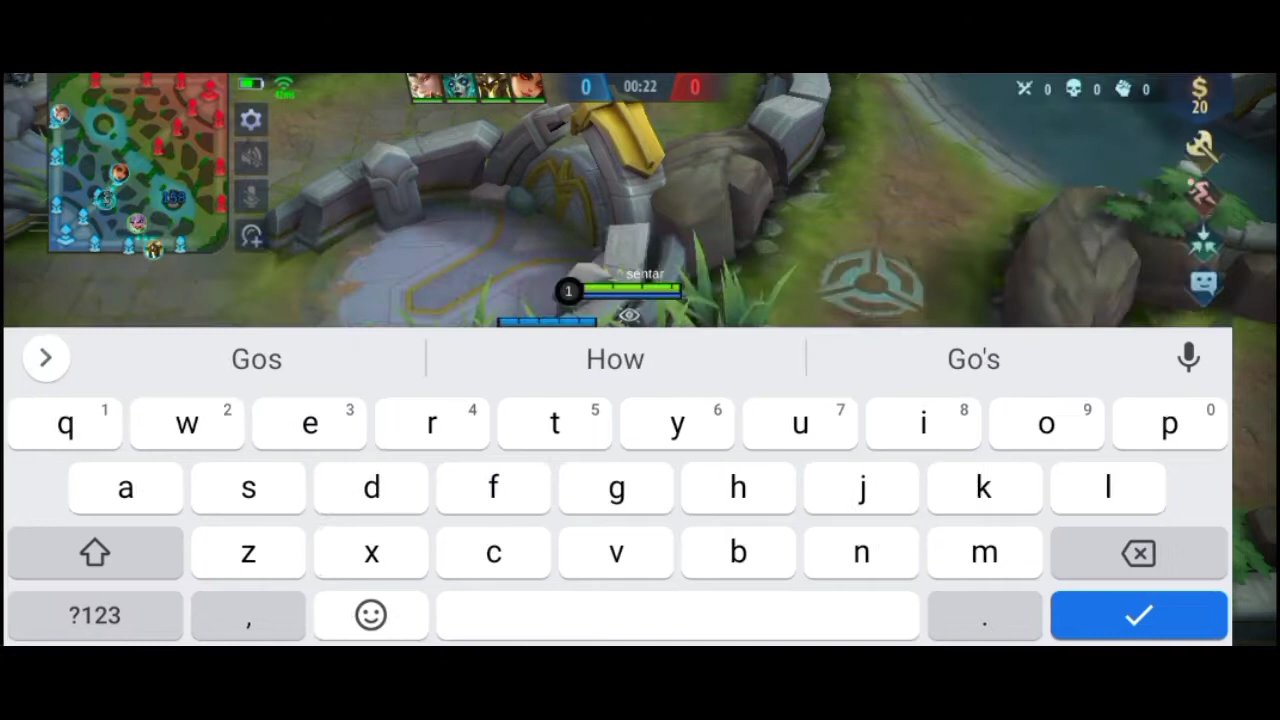 62ms
0 00:22 0
0 0 0
$
20
sentar
1
Gos How Go's
q 1 w 2 e 3 r 4 t 5 y 6 u 7 i 8 o 9 p 0
a s d f g h j k l
z x c v b n m
?123 , .